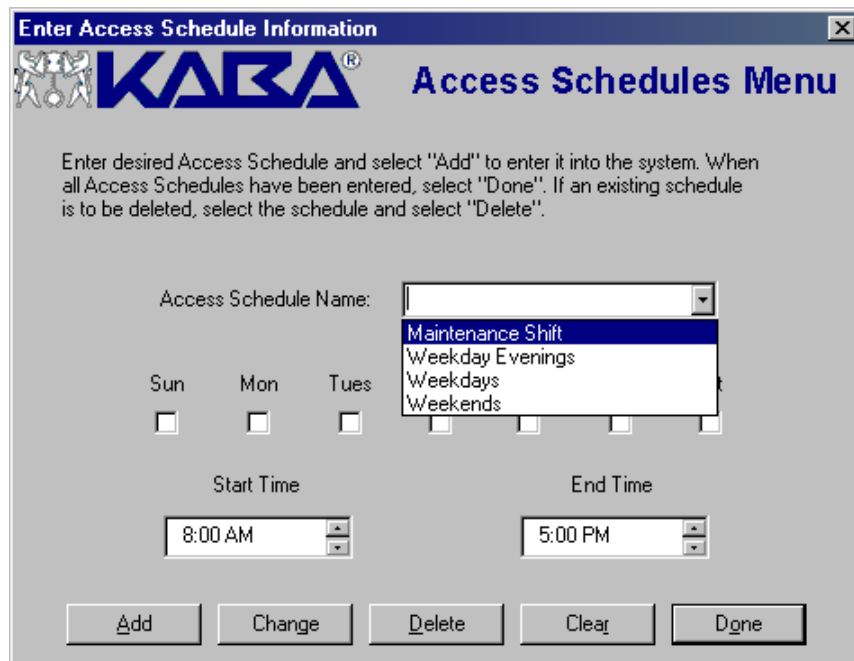 Enter Access Schedule Information
KABA®
Access Schedules Menu
Enter desired Access Schedule and select "Add" to enter it into the system. When
all Access Schedules have been entered, select "Done". If an existing schedule
is to be deleted, select the schedule and select "Delete".
Access Schedule Name:
Maintenance Shift
Weekday Evenings
Weekdays
Weekends
Sun Mon Tues
Start Time End Time
8:00 AM 5:00 PM
Add Change Delete Clear Done